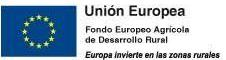 Unión Europea
Fondo Europeo Agrícola
de Desarrollo Rural
Europa invierte en las zonas rurales